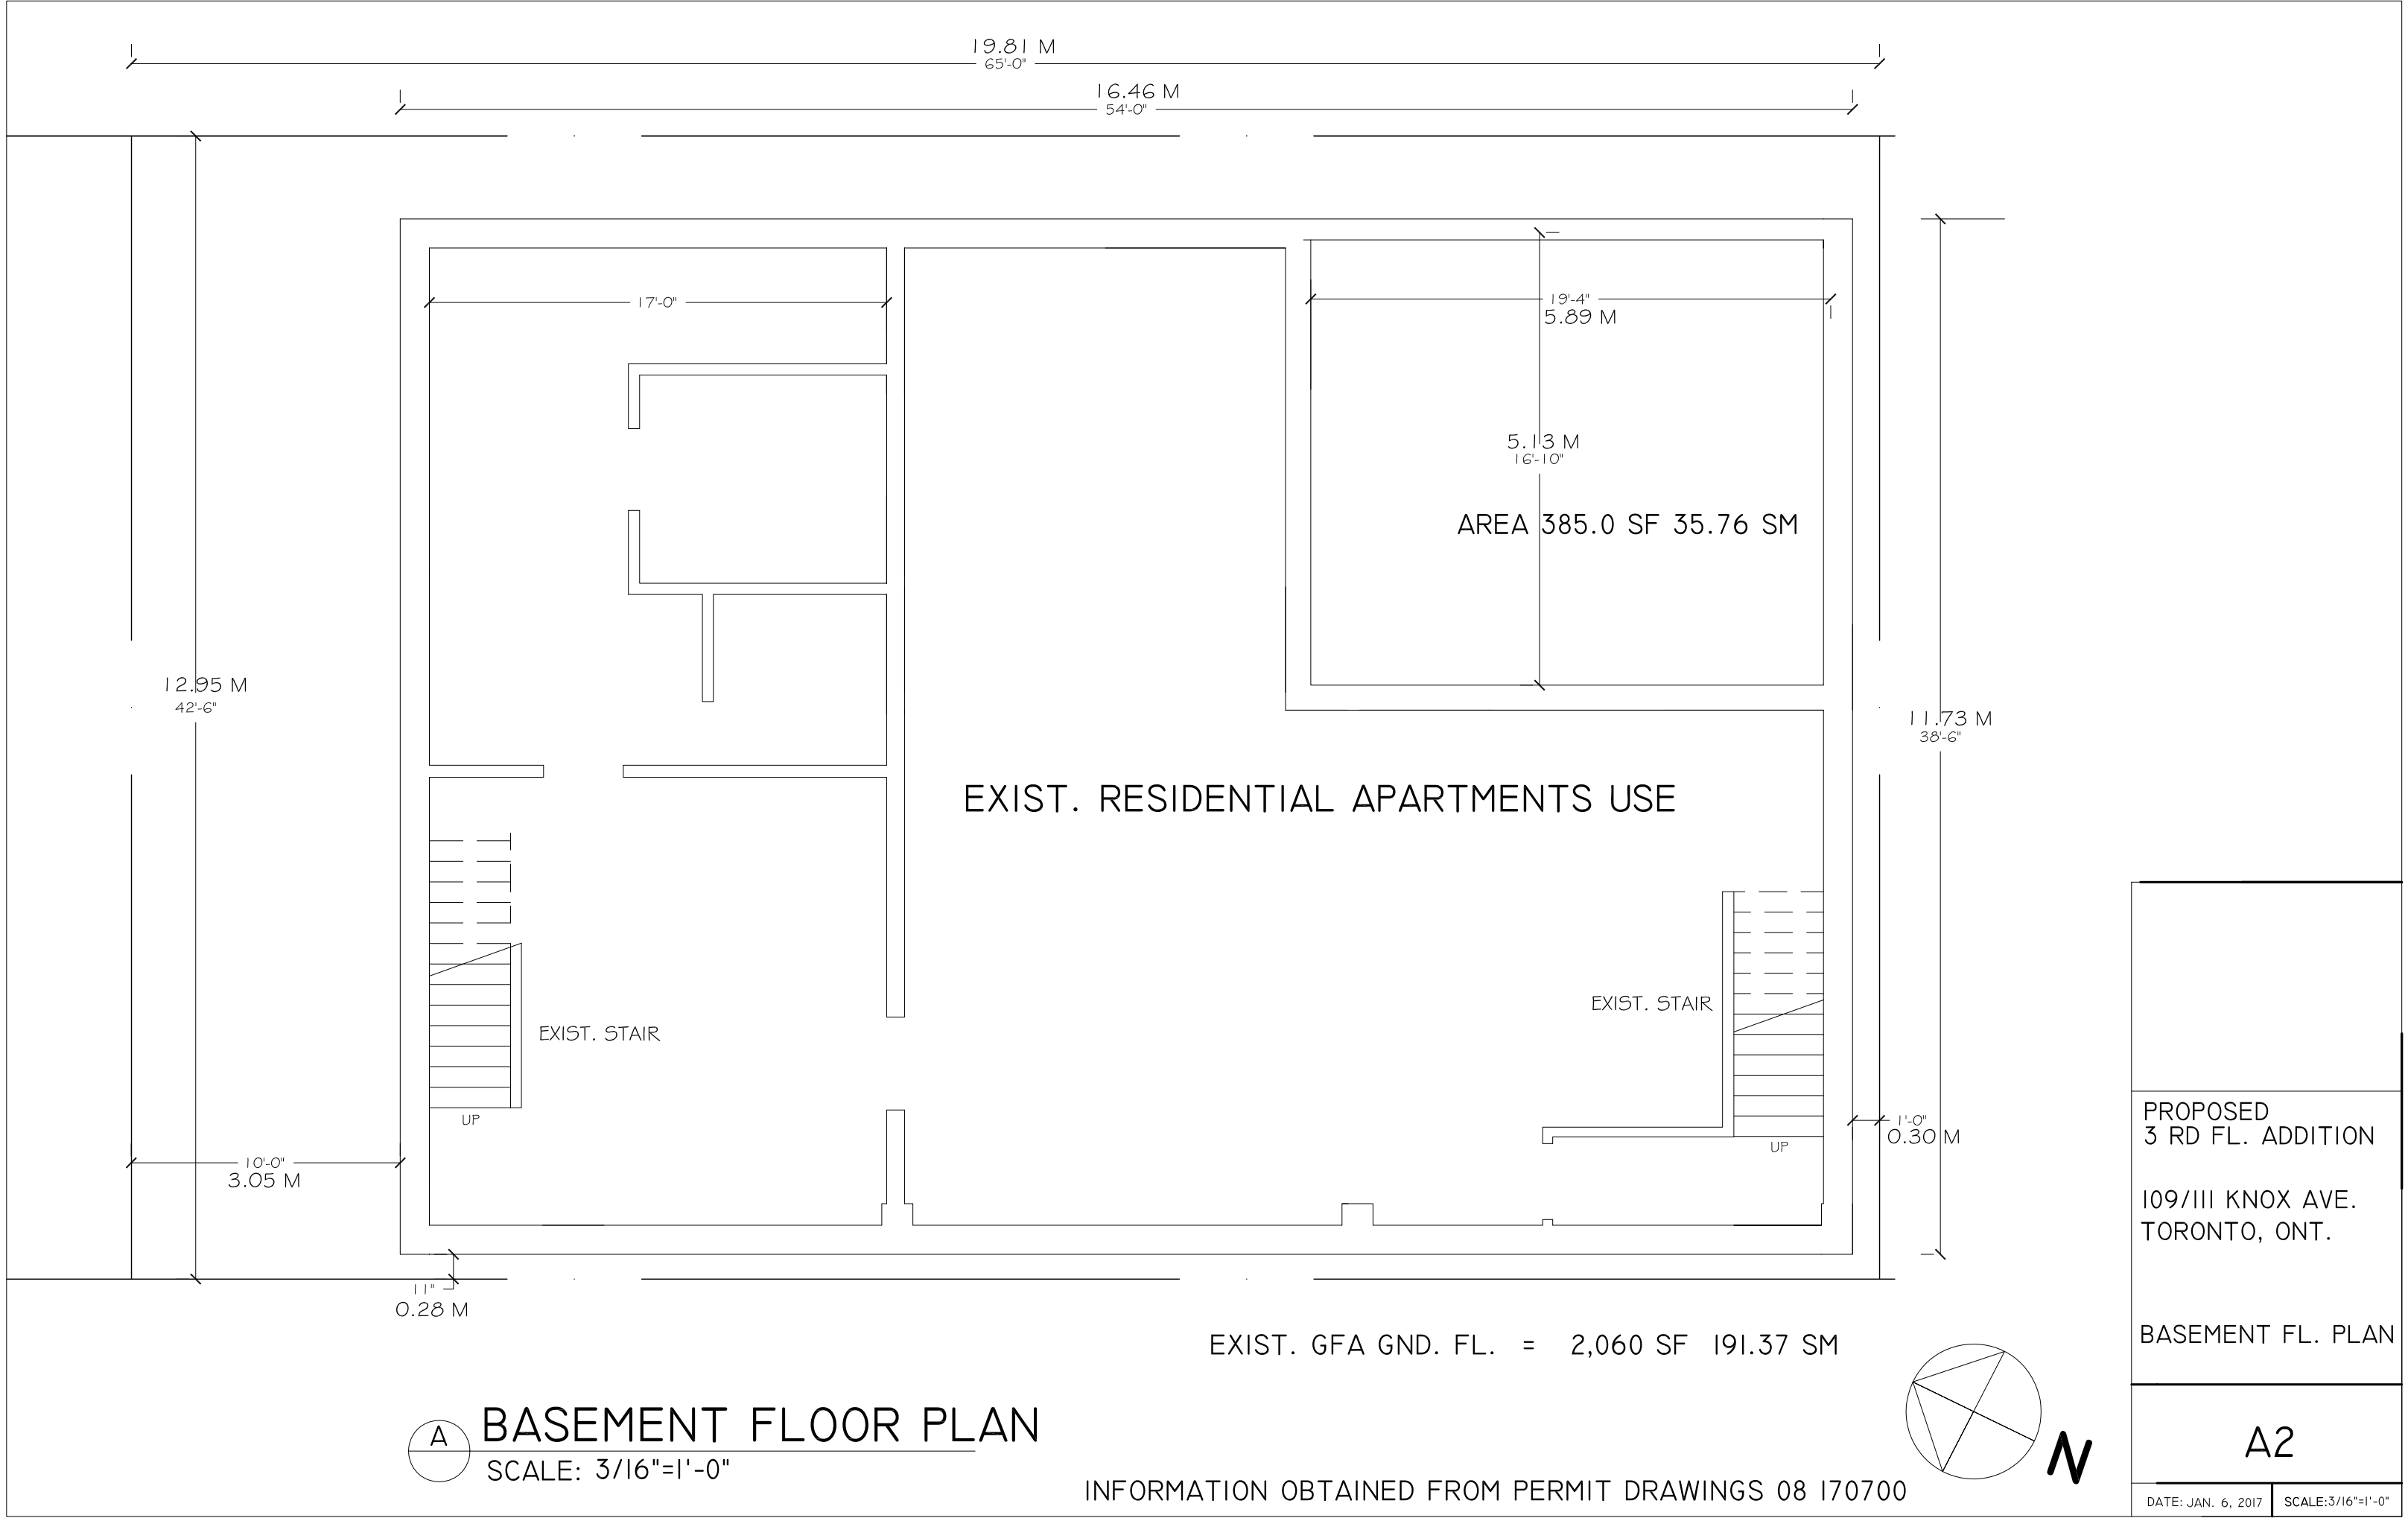 19.81 M
65'-0"
16.46 M
54'-0"
17'-0"
19'-4"
5.89 M
5.13 M
16'-10"
AREA 385.0 SF 35.76 SM
12.95 M
42'-6"
11.73 M
38'-6"
EXIST. RESIDENTIAL APARTMENTS USE
EXIST. STAIR
EXIST. STAIR
UP
UP
10'-0"
3.05 M
1'-0"
0.30 M
11"
0.28 M
EXIST. GFA GND. FL. = 2,060 SF 191.37 SM
A
BASEMENT FLOOR PLAN
SCALE: 3/16"=1'-0"
INFORMATION OBTAINED FROM PERMIT DRAWINGS 08 170700
N
PROPOSED
3 RD FL. ADDITION
109/111 KNOX AVE.
TORONTO, ONT.
BASEMENT FL. PLAN
A2
DATE: JAN. 6, 2017
SCALE:3/16"=1'-0"